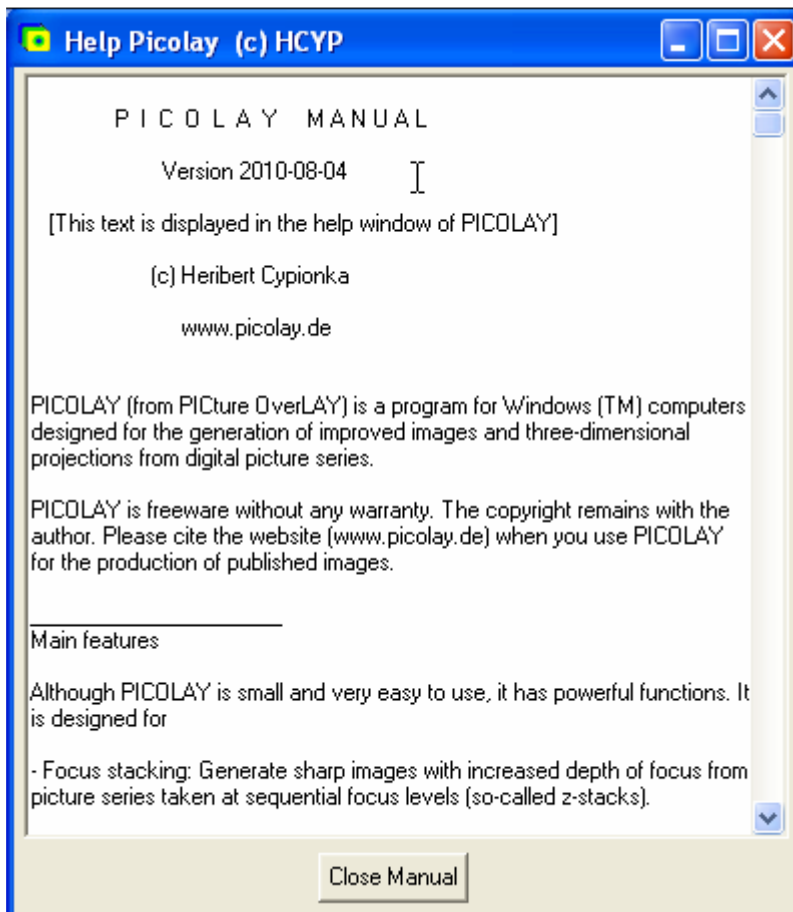 Help Picolay (c) HCYP
P I C O L A Y  M A N U A L
Version 2010-08-04
[This text is displayed in the help window of PICOLAY]
(c) Heribert Cypionka
www.picolay.de
PICOLAY (from PICture OverLAY) is a program for Windows (TM) computers
designed for the generation of improved images and three-dimensional
projections from digital picture series.
PICOLAY is freeware without any warranty. The copyright remains with the
author. Please cite the website (www.picolay.de) when you use PICOLAY
for the production of published images.
Main features
Although PICOLAY is small and very easy to use, it has powerful functions. It
is designed for
- Focus stacking: Generate sharp images with increased depth of focus from
picture series taken at sequential focus levels (so-called z-stacks).
Close Manual